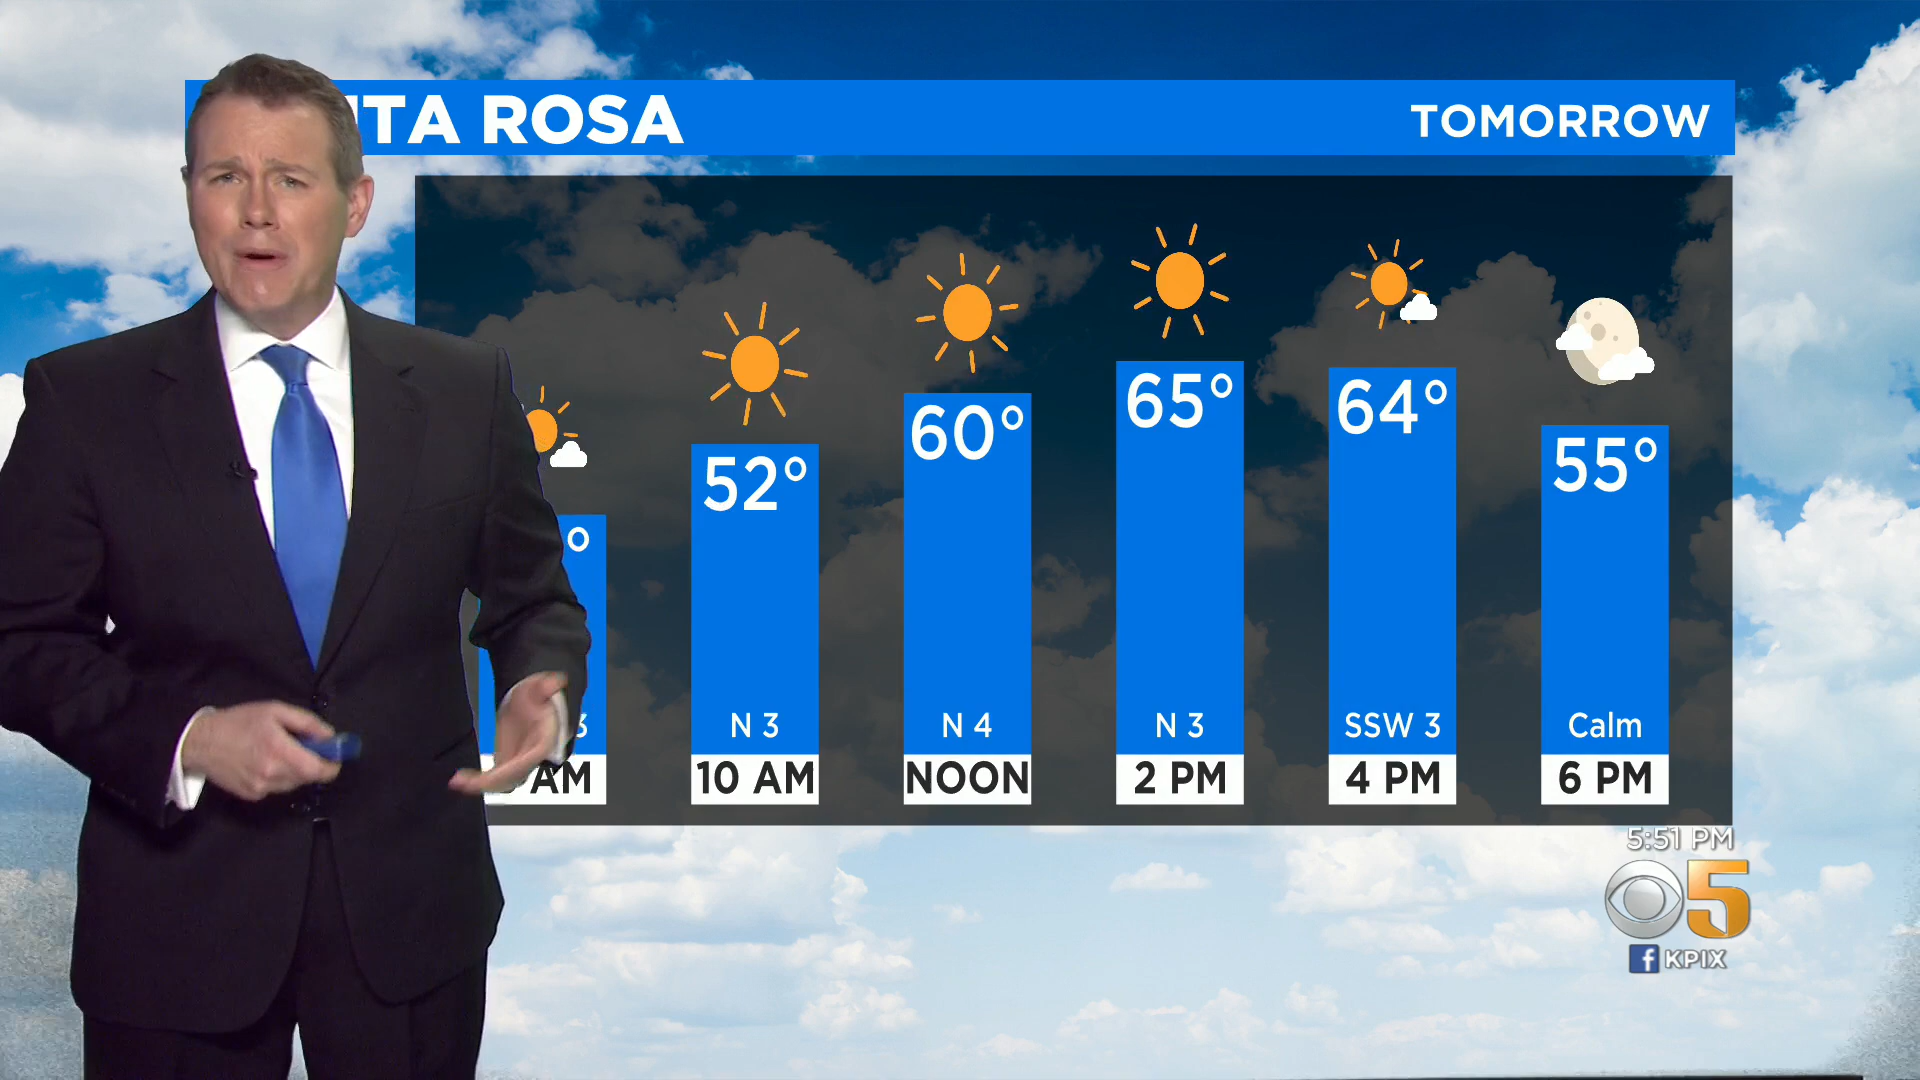 TA ROSA
TOMORROW
52°
60°
65°
64°
55°
N 3
N 4
N 3
SSW 3
Calm
AM
10 AM
NOON
2 PM
4 PM
6 PM
5:51 PM
5
f KPIX